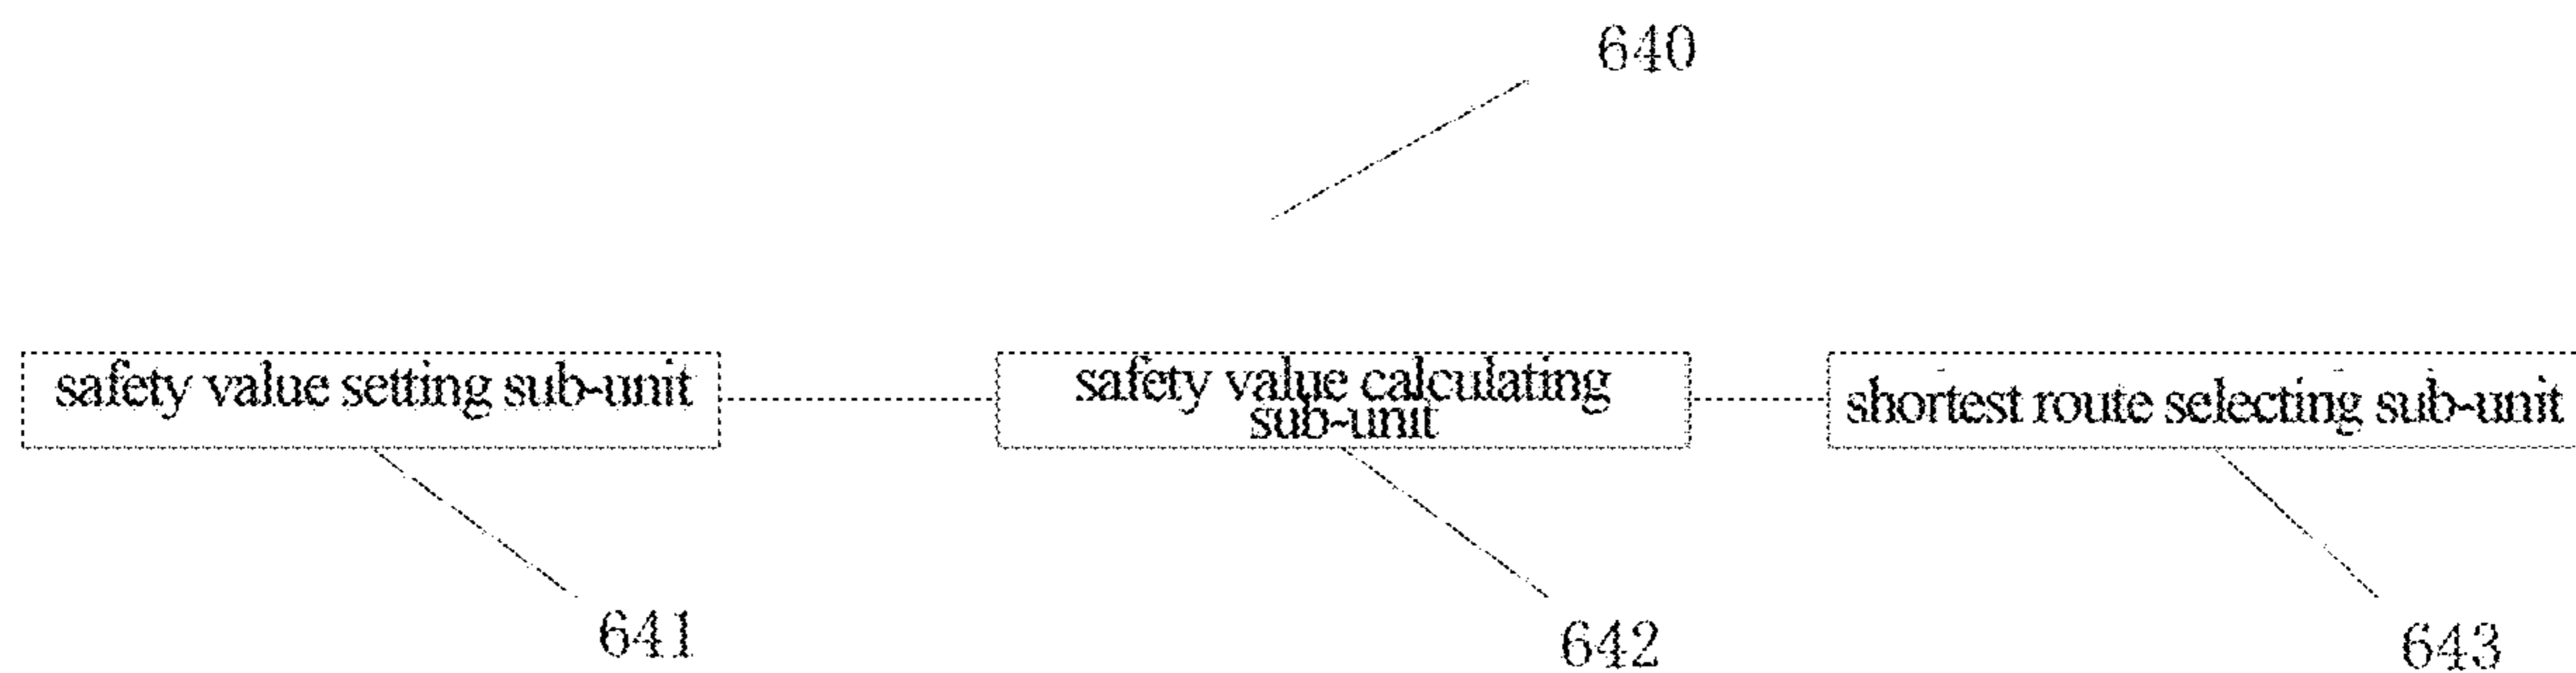 640
safety value setting sub-unit
safety value calculating
sub-unit
shortest route selecting sub-unit
641
642
643